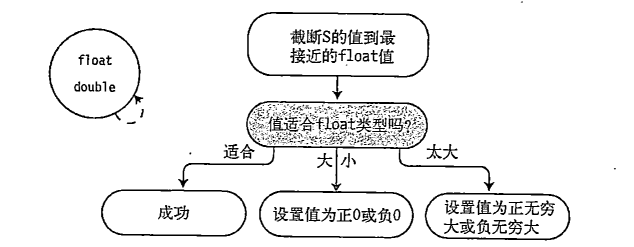 float
double
截断S的值到最
接近的float值
值适合float类型吗?
适合
大小
太大
成功
设置值为正0或负0
设置值为正无穷
大或负无穷大